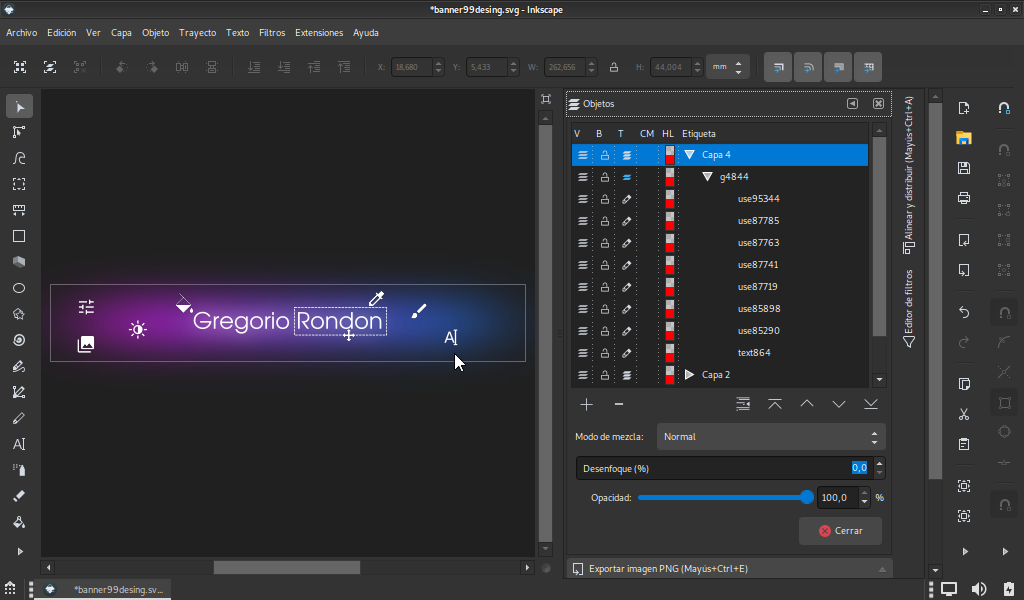 *banner99desing.svg - Inkscape
Archivo Edición Ver Capa Objeto Trayecto Texto Filtros Extensiones Ayuda
X: 18,680 Y: 5,433 W: 262,656 H: 44,004 mm
Objetos
V B T CM HL Etiqueta
Capa 4
g4844
use95344
use87785
use87763
use87741
use87719
use85898
use85290
text864
Capa 2
Gregorio Rondon
Modo de mezcla: Normal
Desenfoque (%) 0,0
Opacidad: 100,0 %
Cerrar
Exportar imagen PNG (Mayús+Ctrl+E)
Alinear y distribuir (Mayús+Ctrl+A)
Editor de filtros
*banner99desing.sv...